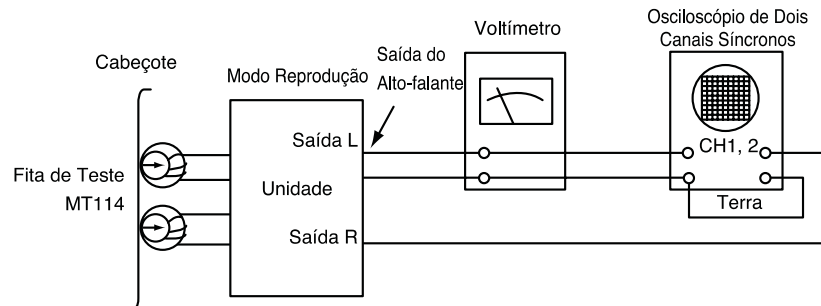 Cabeçote
Fita de Teste
MT114
Modo Reprodução
Saída L
Unidade
Saída R
Saída do
Alto-falante
Voltímetro
Osciloscópio de Dois
Canais Síncronos
CH1, 2
Terra